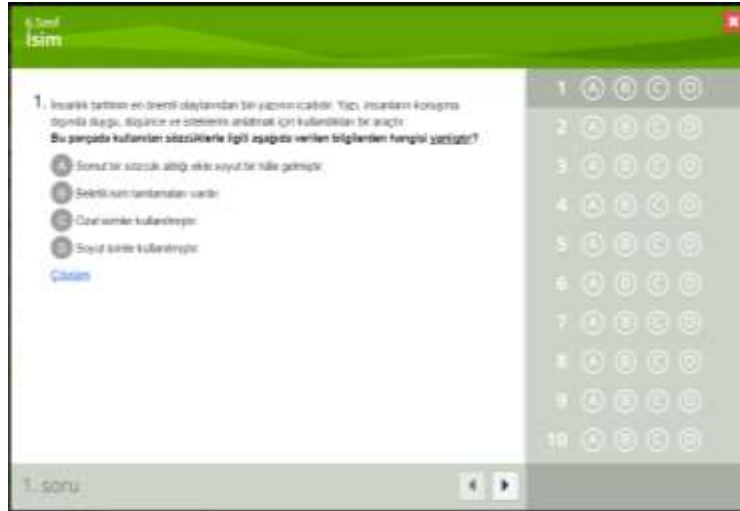 6.Sınıf
İsim
1. İnsanlık tarihinin en önemli olaylarından biri yazının icadıdır. Yazı, insanların konuşma
dışında duygu, düşünce ve isteklerini anlatmak için kullandıkları bir araçtır.
Bu parçada kullanılan sözcüklerle ilgili aşağıda verilen bilgilerden hangisi yanlıştır?
A Somut bir sözcük aldığı ekle soyut bir hâle gelmiştir.
B Belirtili isim tamlamaları vardır.
C Özel isimler kullanılmıştır.
D Soyut isimler kullanılmıştır.
Çözüm
1 A B C D
2 A B C D
3 A B C D
4 A B C D
5 A B C D
6 A B C D
7 A B C D
8 A B C D
9 A B C D
10 A B C D
1. soru